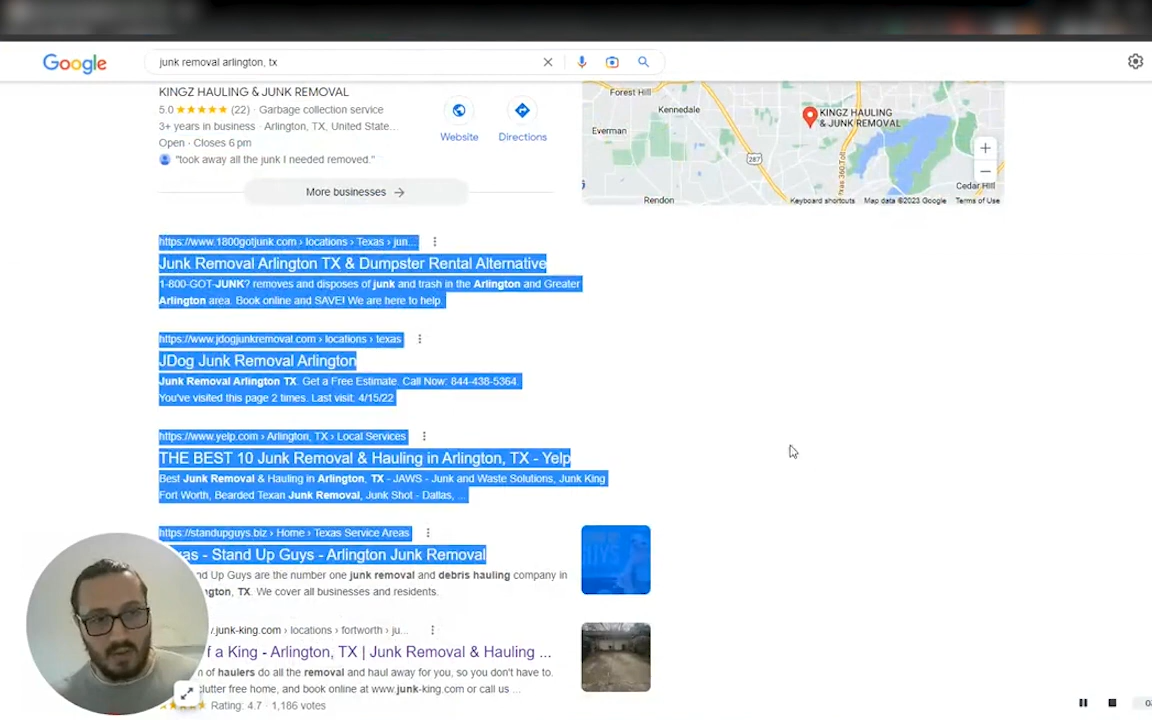 Google
junk removal arlington, tx
KINGZ HAULING & JUNK REMOVAL
5.0 (22) · Garbage collection service
3+ years in business · Arlington, TX, United State...
Open · Closes 6 pm
"took away all the junk I needed removed."
Website
Directions
More businesses
Forest Hill
Kennedale
Everman
KINGZ HAULING
& JUNK REMOVAL
287
Rendon
Cedar Hill
Keyboard shortcuts Map data ©2023 Google Terms of Use
https://www.1800gotjunk.com › locations › Texas › jun...
Junk Removal Arlington TX & Dumpster Rental Alternative
1-800-GOT-JUNK? removes and disposes of junk and trash in the Arlington and Greater
Arlington area. Book online and SAVE! We are here to help.
https://www.jdogjunkremoval.com › locations › texas
JDog Junk Removal Arlington
Junk Removal Arlington TX. Get a Free Estimate. Call Now: 844-438-5364.
You've visited this page 2 times. Last visit: 4/15/22
https://www.yelp.com › Arlington, TX › Local Services
THE BEST 10 Junk Removal & Hauling in Arlington, TX - Yelp
Best Junk Removal & Hauling in Arlington, TX - JAWS - Junk and Waste Solutions, Junk King
Fort Worth, Bearded Texan Junk Removal, Junk Shot - Dallas, ...
https://standupguys.biz › Home › Texas Service Areas
as - Stand Up Guys - Arlington Junk Removal
nd Up Guys are the number one junk removal and debris hauling company in
ngton, TX. We cover all businesses and residents.
.junk-king.com › locations › fortworth › ju...
f a King - Arlington, TX | Junk Removal & Hauling ...
m of haulers do all the removal and haul away for you, so you don't have to.
clutter free home, and book online at www.junk-king.com or call us ...
Rating: 4.7 · 1,186 votes